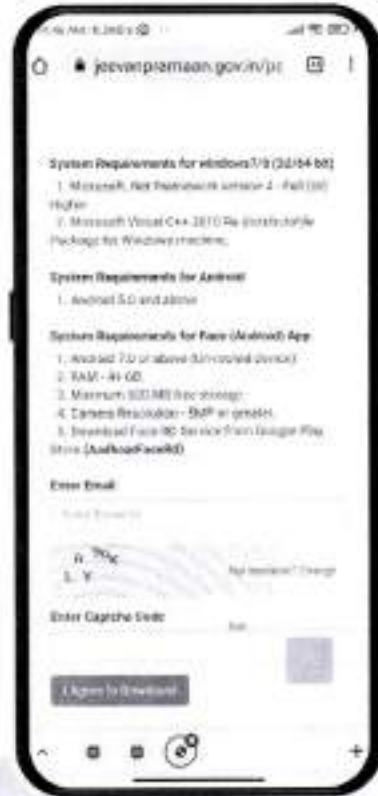 jeevanpramaan.gov.in/pc
System Requirements for windows7/8 (32/64 bit)
1. Microsoft .Net Framework version 4 - Full (or)
Higher
2. Microsoft Visual C++ 2010 Re-distributable
Package for Windows machine.
System Requirements for Android
1. Android 5.0 and above
System Requirements for Face (Android) App
1. Android 7.0 or above (Un-rooted device)
2. RAM - 4+ GB
3. 500 MB free storage
4. Camera Resolution - 5MP or greater.
5. Download Face RD Service From Google Play
Store (AadhaarFaceRd)
Enter Email
Change
Enter Captcha Code
I Agree to Download